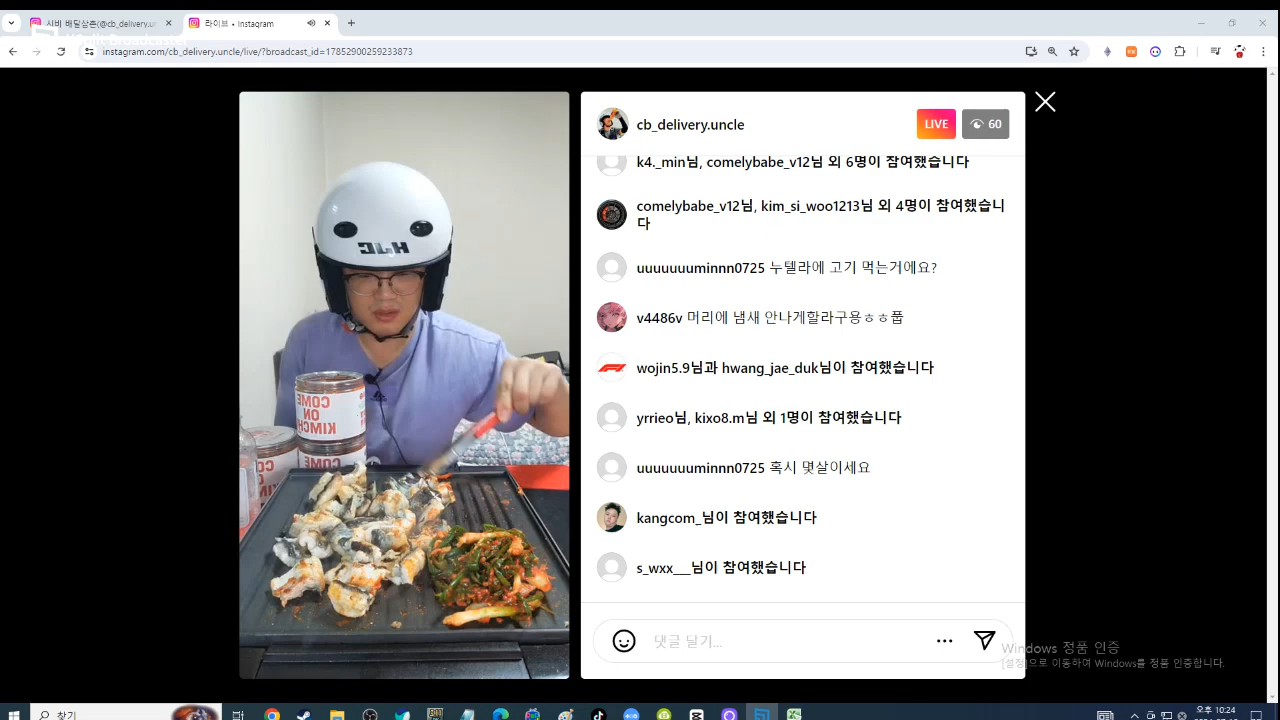 시바 배달삼촌(@cb_delivery.un
라이브 • Instagram
instagram.com/cb_delivery.uncle/live/?broadcast_id=17852900259233873
cb_delivery.uncle
LIVE
60
k4._min님, comelybabe_v12님 외 6명이 참여했습니다
comelybabe_v12님, kim_si_woo1213님 외 4명이 참여했습니
다
uuuuuuuminnn0725 누텔라에 고기 먹는거에요?
v4486v 머리에 냄새 안나게할라구용ㅎㅎ풉
wojin5.9님과 hwang_jae_duk님이 참여했습니다
yrrieo님, kixo8.m님 외 1명이 참여했습니다
uuuuuuuminnn0725 혹시 몇살이세요
kangcom_님이 참여했습니다
s_wxx___님이 참여했습니다
댓글 달기...
HJC
COME
ON
KIMCHI
COME
COME
Windows 정품 인증
[설정]으로 이동하여 Windows를 정품 인증합니다.
찾기
오후 10:24